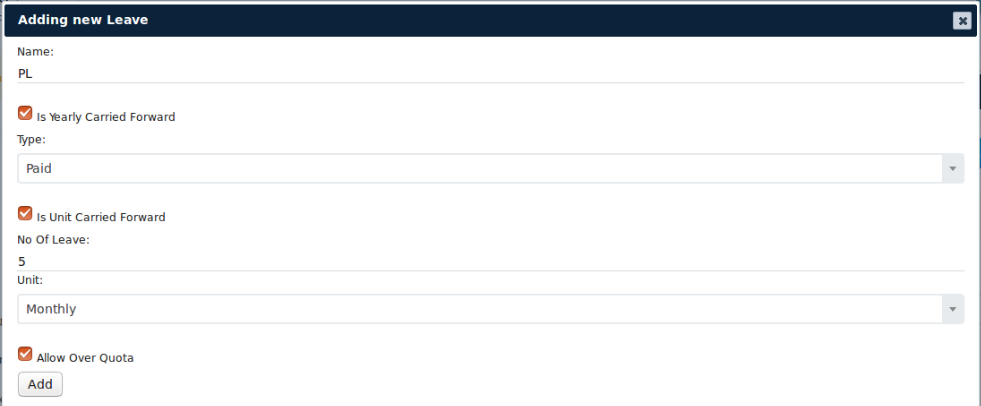 Adding new Leave
Name:
PL
Is Yearly Carried Forward
Type:
Paid
Is Unit Carried Forward
No Of Leave:
5
Unit:
Monthly
Allow Over Quota
Add